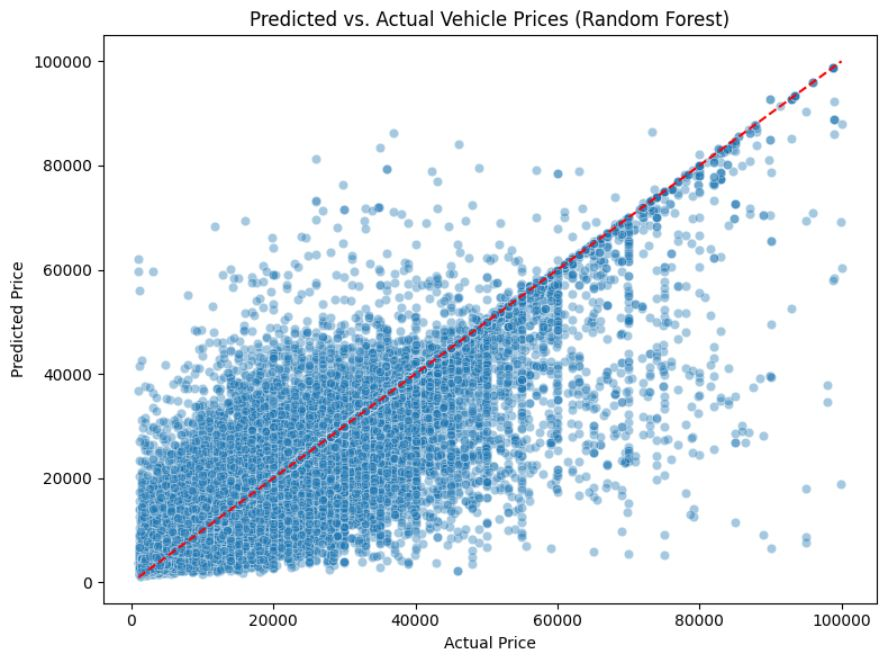 Predicted vs. Actual Vehicle Prices (Random Forest)
100000
80000
60000
40000
20000
0
Predicted Price
0 20000 40000 60000 80000 100000
Actual Price